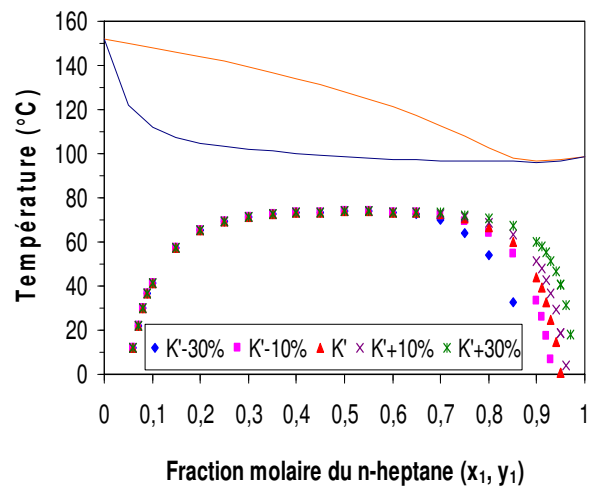 Température (°C)
160
140
120
100
80
60
40
20
0
K'-30% K'-10% K' K'+10% K'+30%
0 0,1 0,2 0,3 0,4 0,5 0,6 0,7 0,8 0,9 1
Fraction molaire du n-heptane (x₁, y₁)